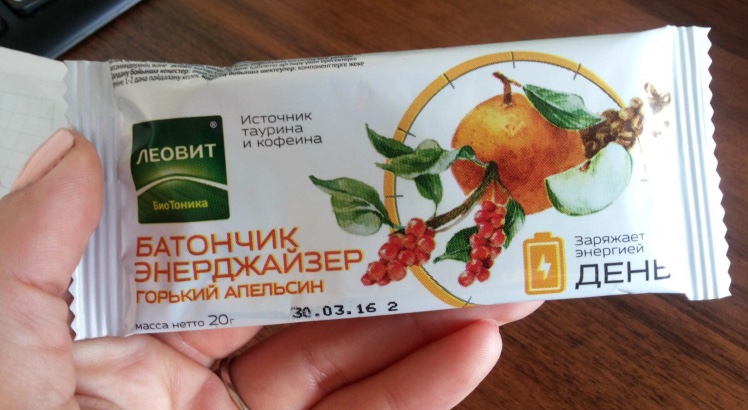 ЛЕОВИТ®
БиоТоника
Источник
таурина
и кофеина
БАТОНЧИК
ЭНЕРДЖАЙЗЕР
ГОРЬКИЙ АПЕЛЬСИН
30.03.16 2
масса нетто 20г
Заряжает
энергией
ДЕНЬ